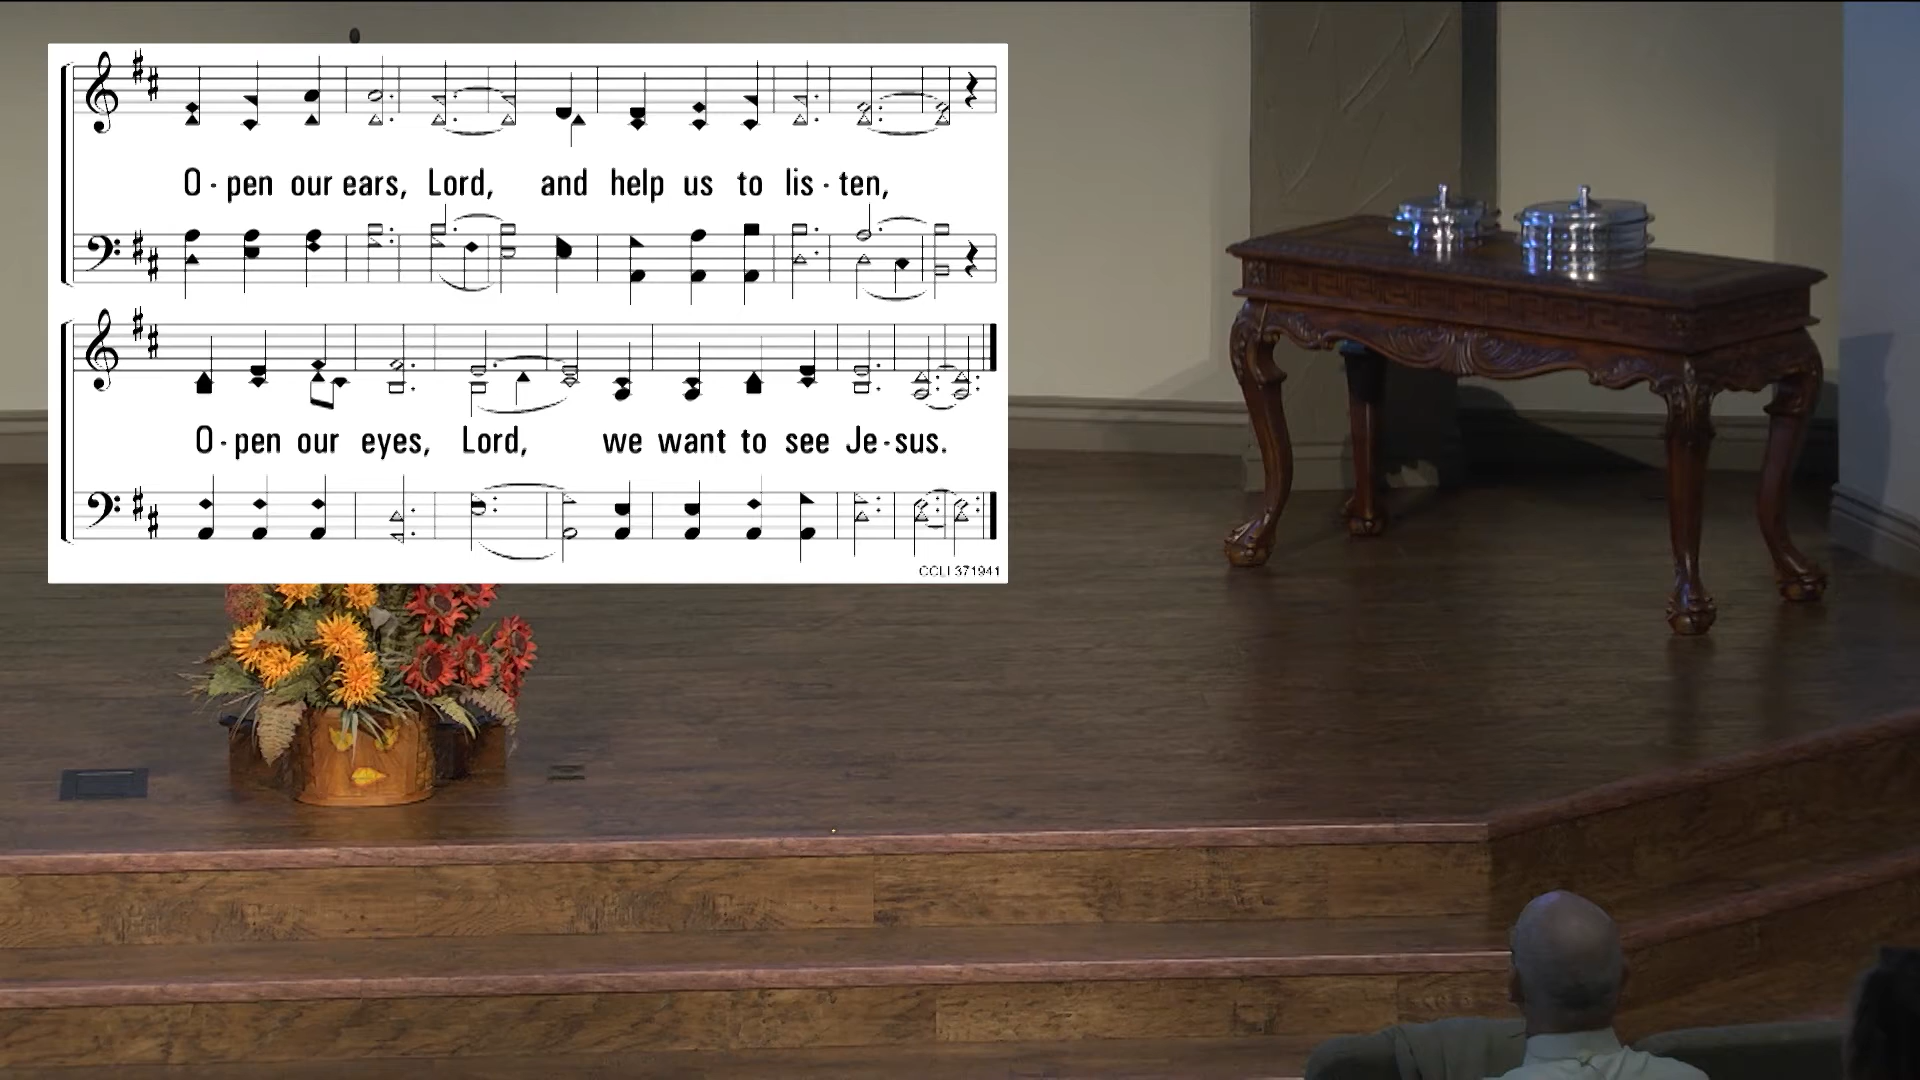 O - pen our ears, Lord, and help us to lis - ten,
O - pen our eyes, Lord, we want to see Je - sus.
CCLI 371941